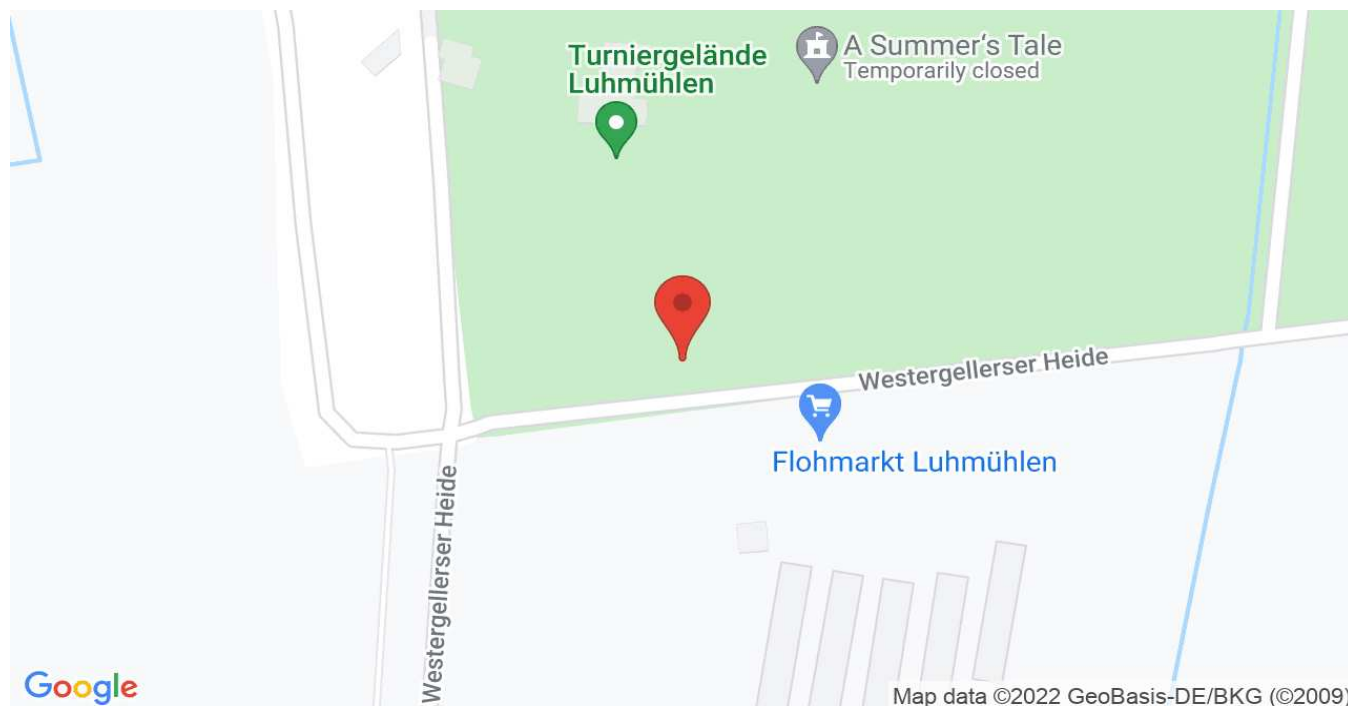 Turniergelände
Luhmühlen
A Summer's Tale
Temporarily closed
Westergellerser Heide
Flohmarkt Luhmühlen
Westergellerser Heide
Google
Map data ©2022 GeoBasis-DE/BKG (©2009)